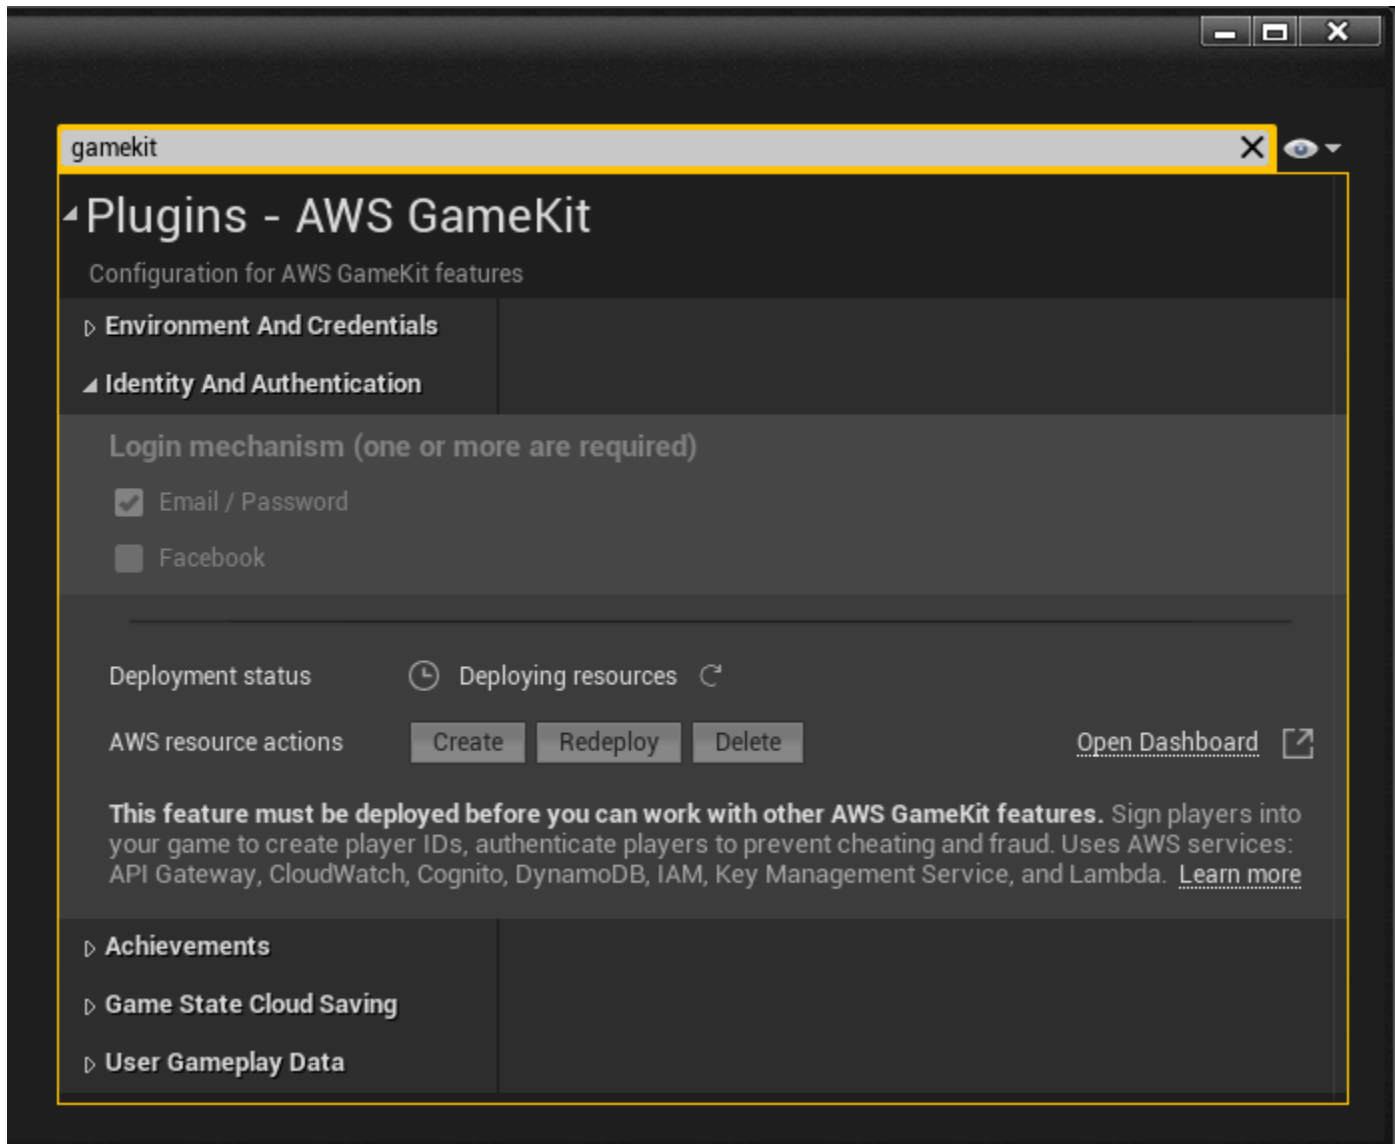 gamekit
Plugins - AWS GameKit
Configuration for AWS GameKit features
Environment And Credentials
Identity And Authentication
Login mechanism (one or more are required)
Email / Password
Facebook
Deployment status Deploying resources
AWS resource actions Create Redeploy Delete Open Dashboard
This feature must be deployed before you can work with other AWS GameKit features. Sign players into
your game to create player IDs, authenticate players to prevent cheating and fraud. Uses AWS services:
API Gateway, CloudWatch, Cognito, DynamoDB, IAM, Key Management Service, and Lambda. Learn more
Achievements
Game State Cloud Saving
User Gameplay Data